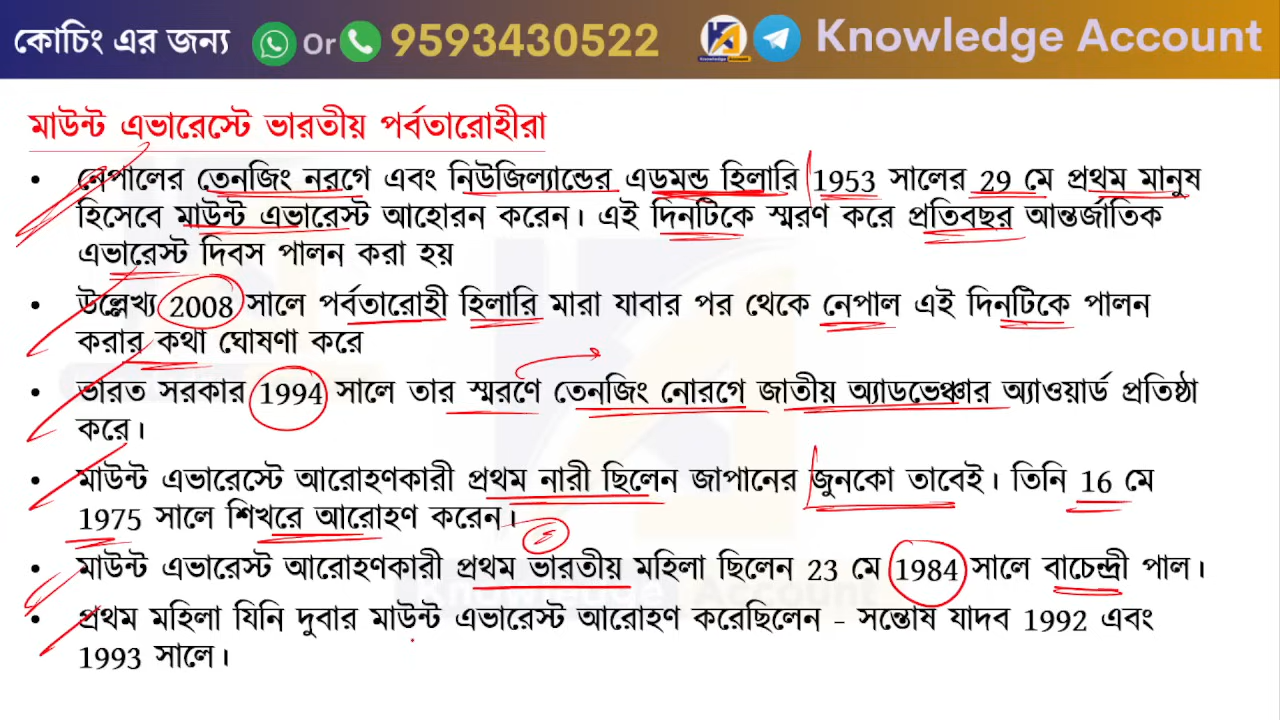 কোচিং এর জন্য Or 9593430522 Knowledge Account
মাউন্ট এভারেস্টে ভারতীয় পর্বতারোহীরা
• নেপালের তেনজিং নরগে এবং নিউজিল্যান্ডের এডমন্ড হিলারি 1953 সালের 29 মে প্রথম মানুষ
হিসেবে মাউন্ট এভারেস্ট আহোরন করেন। এই দিনটিকে স্মরণ করে প্রতিবছর আন্তর্জাতিক
এভারেস্ট দিবস পালন করা হয়
• উল্লেখ্য 2008 সালে পর্বতারোহী হিলারি মারা যাবার পর থেকে নেপাল এই দিনটিকে পালন
করার কথা ঘোষণা করে
• ভারত সরকার 1994 সালে তার স্মরণে তেনজিং নোরগে জাতীয় অ্যাডভেঞ্চার অ্যাওয়ার্ড প্রতিষ্ঠা
করে।
• মাউন্ট এভারেস্টে আরোহণকারী প্রথম নারী ছিলেন জাপানের জুনকো তাবেই। তিনি 16 মে
1975 সালে শিখরে আরোহণ করেন।
• মাউন্ট এভারেস্ট আরোহণকারী প্রথম ভারতীয় মহিলা ছিলেন 23 মে 1984 সালে বাচেন্দ্রী পাল।
• প্রথম মহিলা যিনি দুবার মাউন্ট এভারেস্ট আরোহণ করেছিলেন - সন্তোষ যাদব 1992 এবং
1993 সালে।